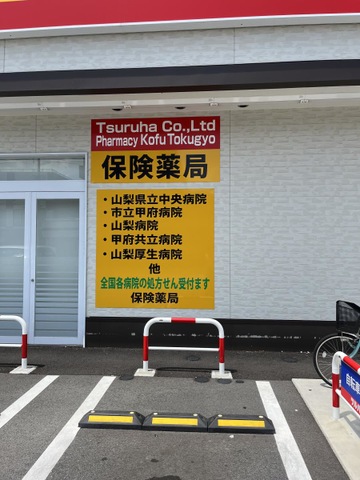 Tsuruha Co.,Ltd
Pharmacy Kofu Tokugyo
保険薬局
・山梨県立中央病院
・市立甲府病院
・山梨病院
・甲府共立病院
・山梨厚生病院
他
全国各病院の処方せん受付ます
保険薬局
自転